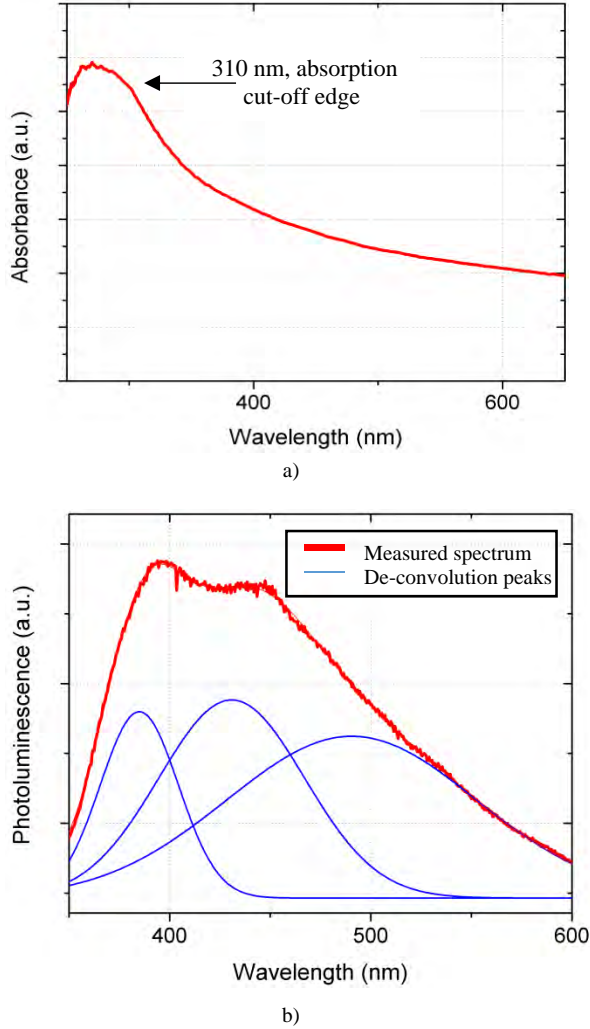 310 nm, absorption
cut-off edge
Absorbance (a.u.)
400
600
Wavelength (nm)
a)
Measured spectrum
De-convolution peaks
Photoluminescence (a.u.)
400
500
600
Wavelength (nm)
b)